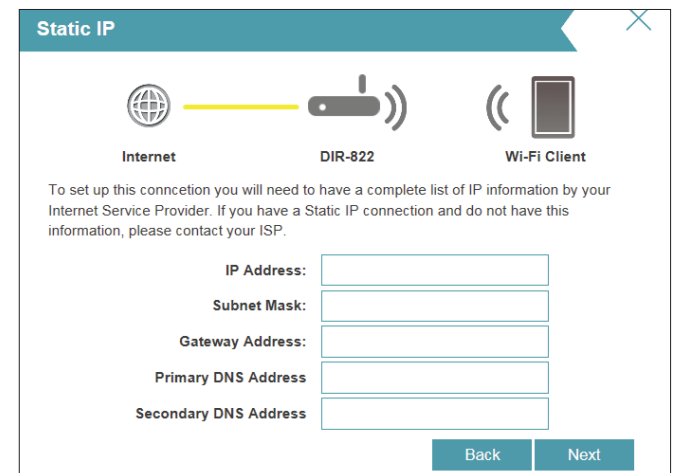 Static IP
Internet
DIR-822
Wi-Fi Client
To set up this conncetion you will need to have a complete list of IP information by your
Internet Service Provider. If you have a Static IP connection and do not have this
information, please contact your ISP.
IP Address:
Subnet Mask:
Gateway Address:
Primary DNS Address
Secondary DNS Address
Back
Next